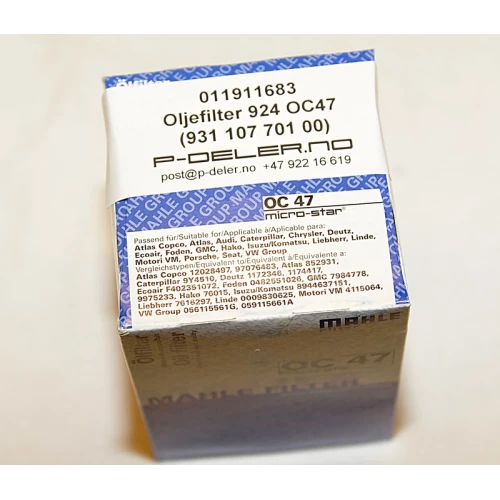 011911683
Oljefilter 924 OC47
(931 107 701 00)
P-DELER.NO
post@p-deler.no +47 922 16 619
OC 47
micro-star®
Passend für/Suitable for/Applicable à/Aplicable para:
Atlas Copco, Atlas, Audi, Caterpillar, Chrysler, Deutz,
Ecoair, Foden, GMC, Hako, Isuzu/Komatsu, Liebherr, Linde,
Motori VM, Porsche, Seat, VW Group
Vergleichstypen/Equivalent to/Equivalent à/Equivalente a:
Atlas Copco 12028497, 97076483, Atlas 852931,
Caterpillar 9Y4510, Deutz 1172346, 1174417,
Ecoair F402351072, Foden 0482551026, GMC 7984778,
9975233, Hako 76015, Isuzu/Komatsu 8944637151,
Liebherr 7616297, Linde 0009830625, Motori VM 4115064,
VW Group 056115561G, 059115661A
MAHLE
Ölfilter
OC 47
MAHLE FILTER